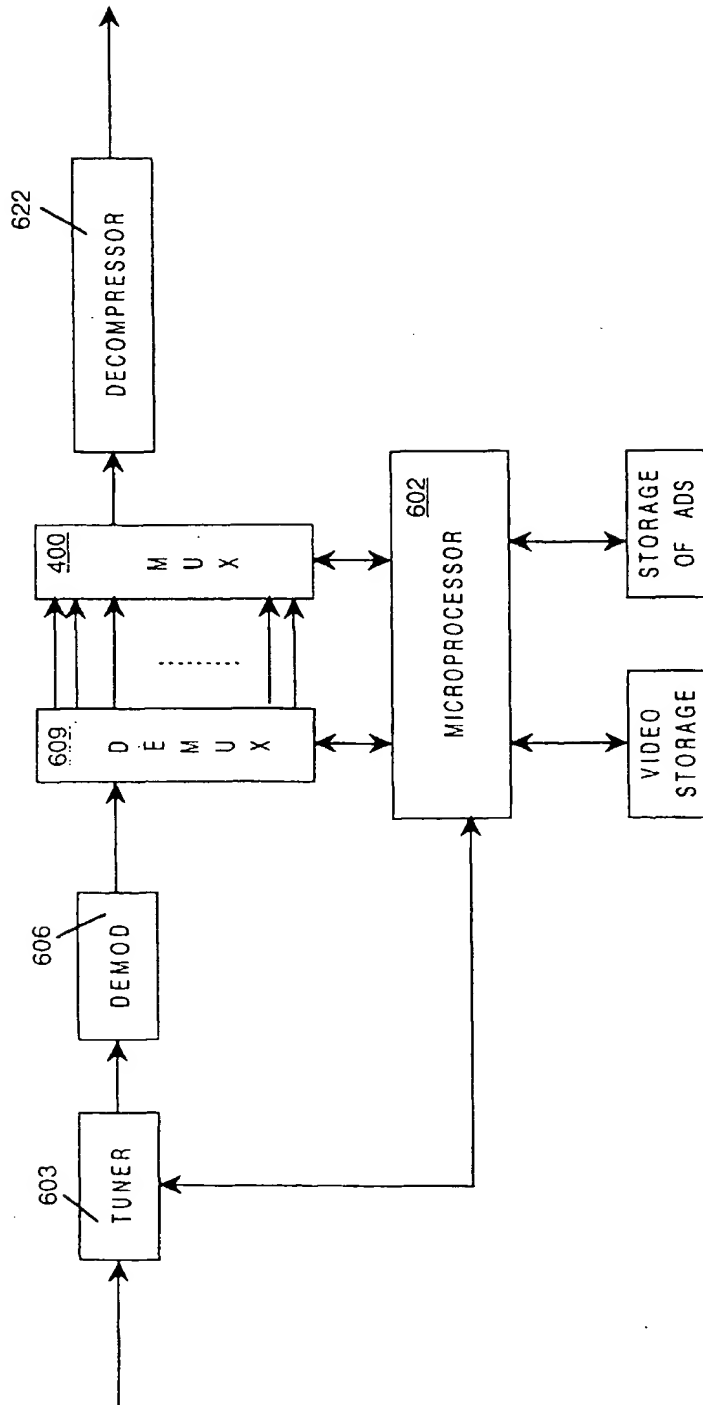 603
TUNER
606
DEMOD
609
DEMUX
400
MUX
622
DECOMPRESSOR
602
MICROPROCESSOR
VIDEO
STORAGE
STORAGE
OF ADS